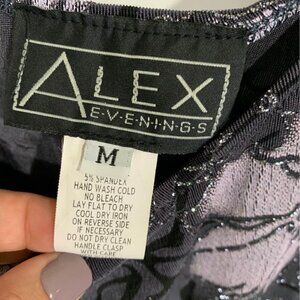 ALEX
E•V•E•N•I•N•G•S
M
5% SPANDEX
HAND WASH COLD
NO BLEACH
LAY FLAT TO DRY
COOL DRY IRON
ON REVERSE SIDE
IF NECESSARY
DO NOT DRY CLEAN
HANDLE CLASP
WITH CARE